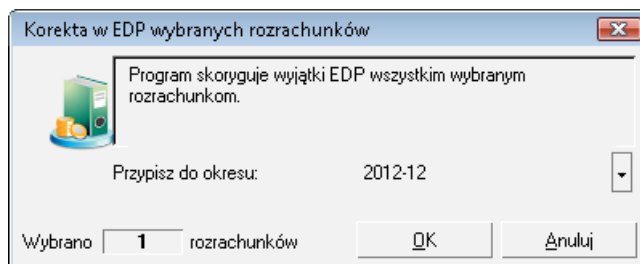 Korekta w EDP wybranych rozrachunków
Program skoryguje wyjątki EDP wszystkim wybranym
rozrachunkom.
Przypisz do okresu: 2012-12
Wybrano 1 rozrachunków OK Anuluj